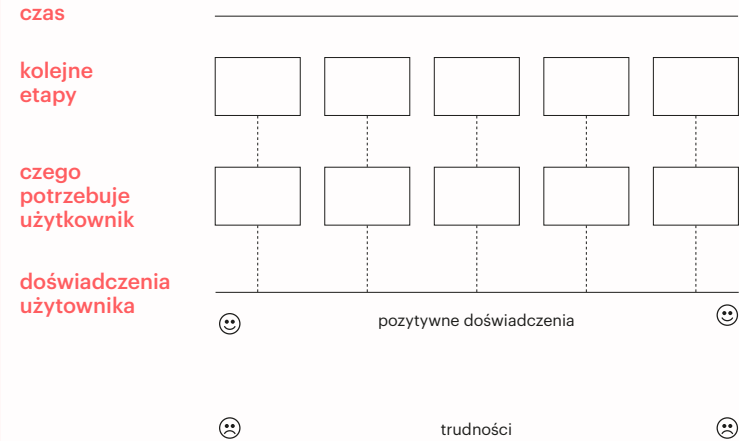 czas
kolejne
etapy
czego
potrzebuje
użytkownik
doświadczenia
użytownika
pozytywne doświadczenia
trudności